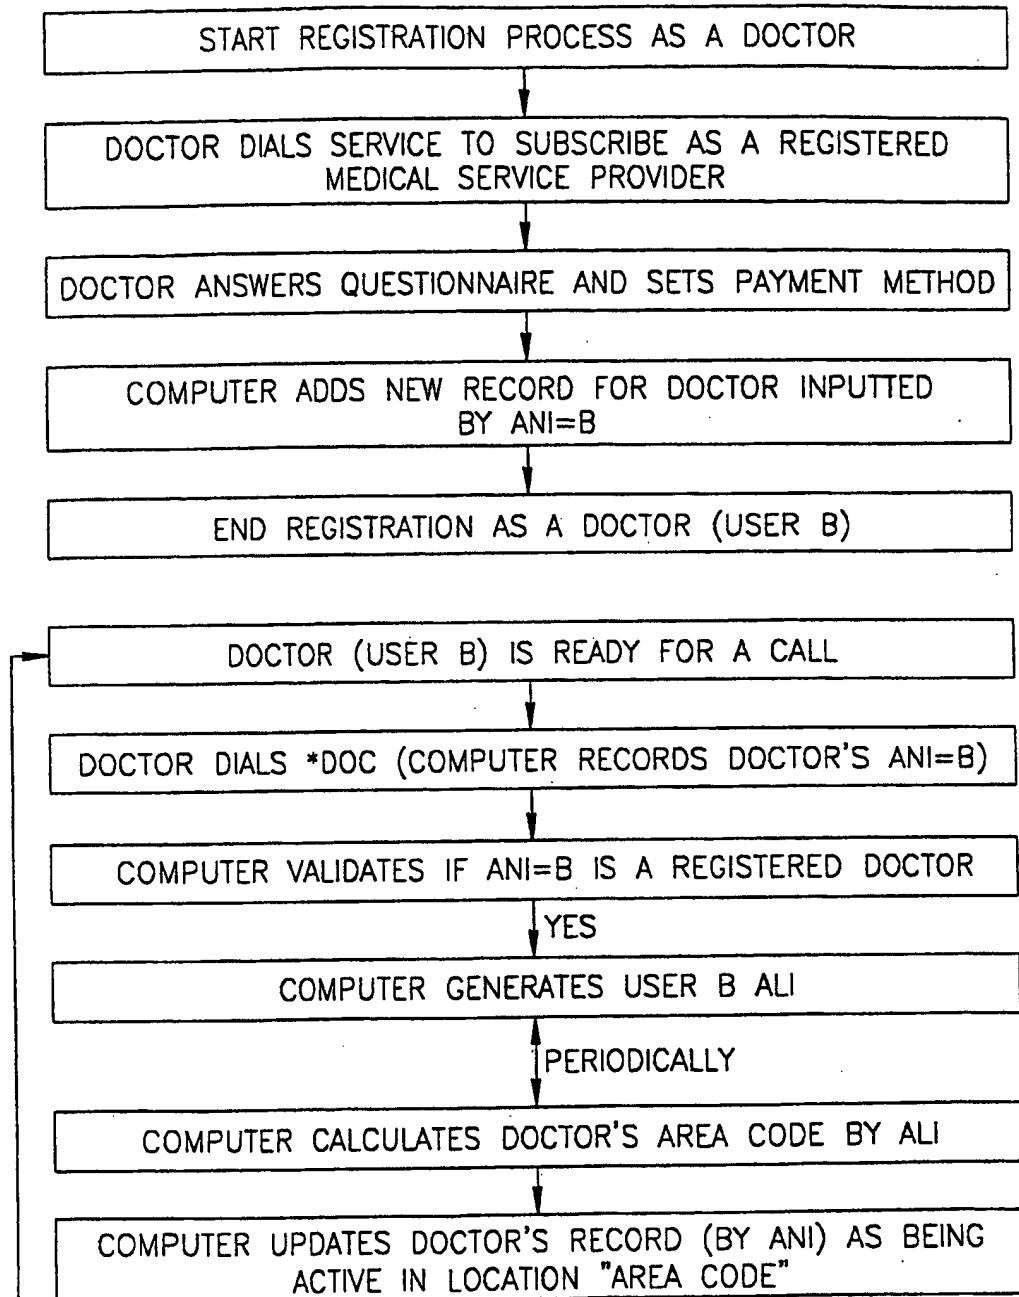 START REGISTRATION PROCESS AS A DOCTOR
DOCTOR DIALS SERVICE TO SUBSCRIBE AS A REGISTERED
MEDICAL SERVICE PROVIDER
DOCTOR ANSWERS QUESTIONNAIRE AND SETS PAYMENT METHOD
COMPUTER ADDS NEW RECORD FOR DOCTOR INPUTTED
BY ANI=B
END REGISTRATION AS A DOCTOR (USER B)
DOCTOR (USER B) IS READY FOR A CALL
DOCTOR DIALS *DOC (COMPUTER RECORDS DOCTOR'S ANI=B)
COMPUTER VALIDATES IF ANI=B IS A REGISTERED DOCTOR
YES
COMPUTER GENERATES USER B ALI
PERIODICALLY
COMPUTER CALCULATES DOCTOR'S AREA CODE BY ALI
COMPUTER UPDATES DOCTOR'S RECORD (BY ANI) AS BEING
ACTIVE IN LOCATION "AREA CODE"